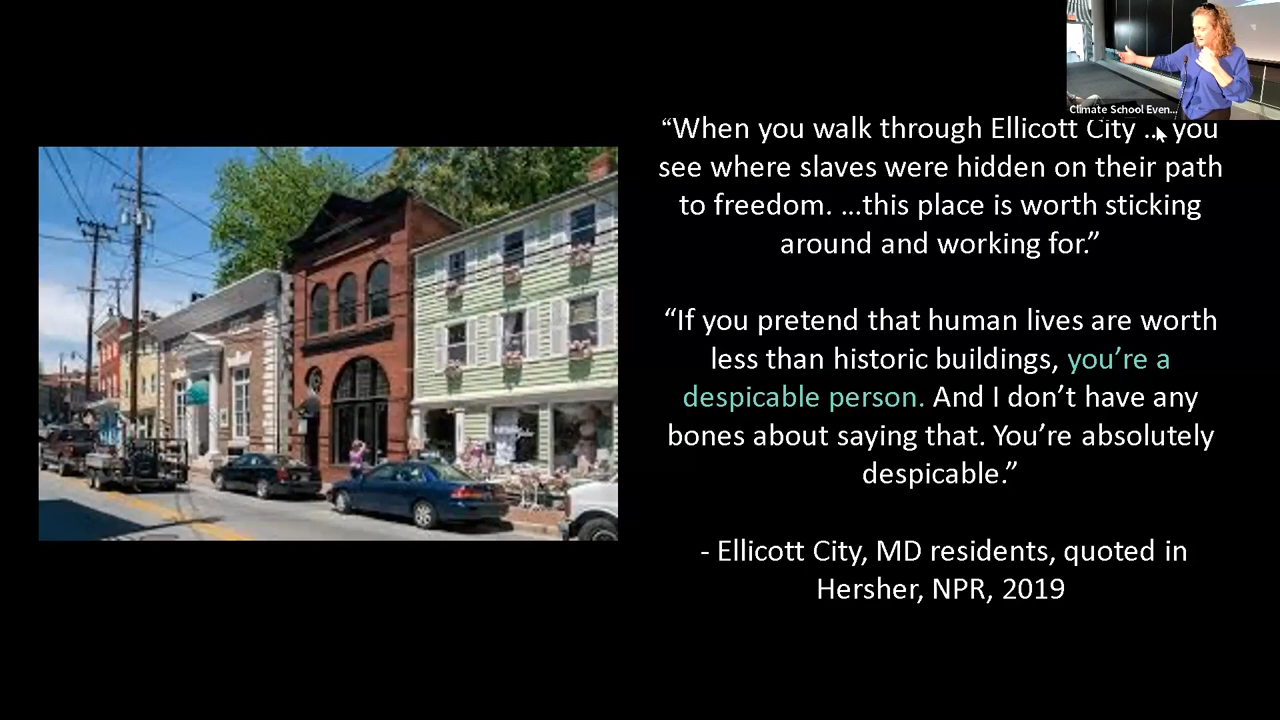 Climate School Even...
“When you walk through Ellicott City ... you
see where slaves were hidden on their path
to freedom. ...this place is worth sticking
around and working for.”
“If you pretend that human lives are worth
less than historic buildings, you’re a
despicable person. And I don’t have any
bones about saying that. You’re absolutely
despicable.”
- Ellicott City, MD residents, quoted in
Hersher, NPR, 2019